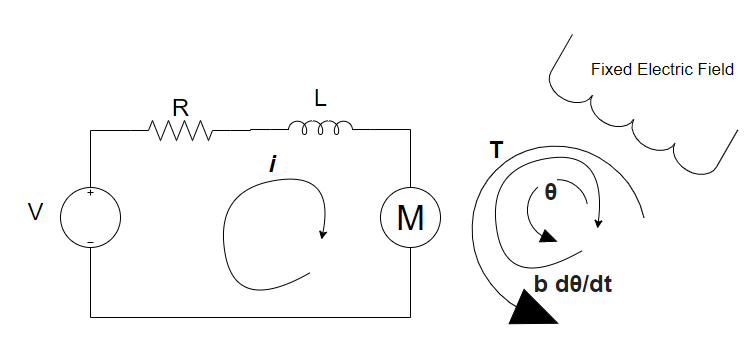 Fixed Electric Field
R
L
T
i
θ
V
+
−
M
b dθ/dt